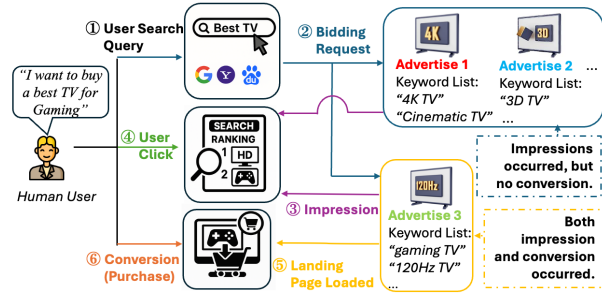 ① User Search
Query
Best TV
G Y du
② Bidding
Request
4K
3D
Advertise 1
Keyword List:
“4K TV”
“Cinematic TV”
Advertise 2
Keyword List:
“3D TV”
...
...
“I want to buy
a best TV for
Gaming”
Human User
④ User
Click
SEARCH
RANKING
1 HD
2
③ Impression
Impressions
occurred, but
no conversion.
120Hz
Advertise 3
Keyword List:
“gaming TV”
“120Hz TV”
...
Both
impression
and conversion
occurred.
⑥ Conversion
(Purchase)
⑤ Landing
Page Loaded